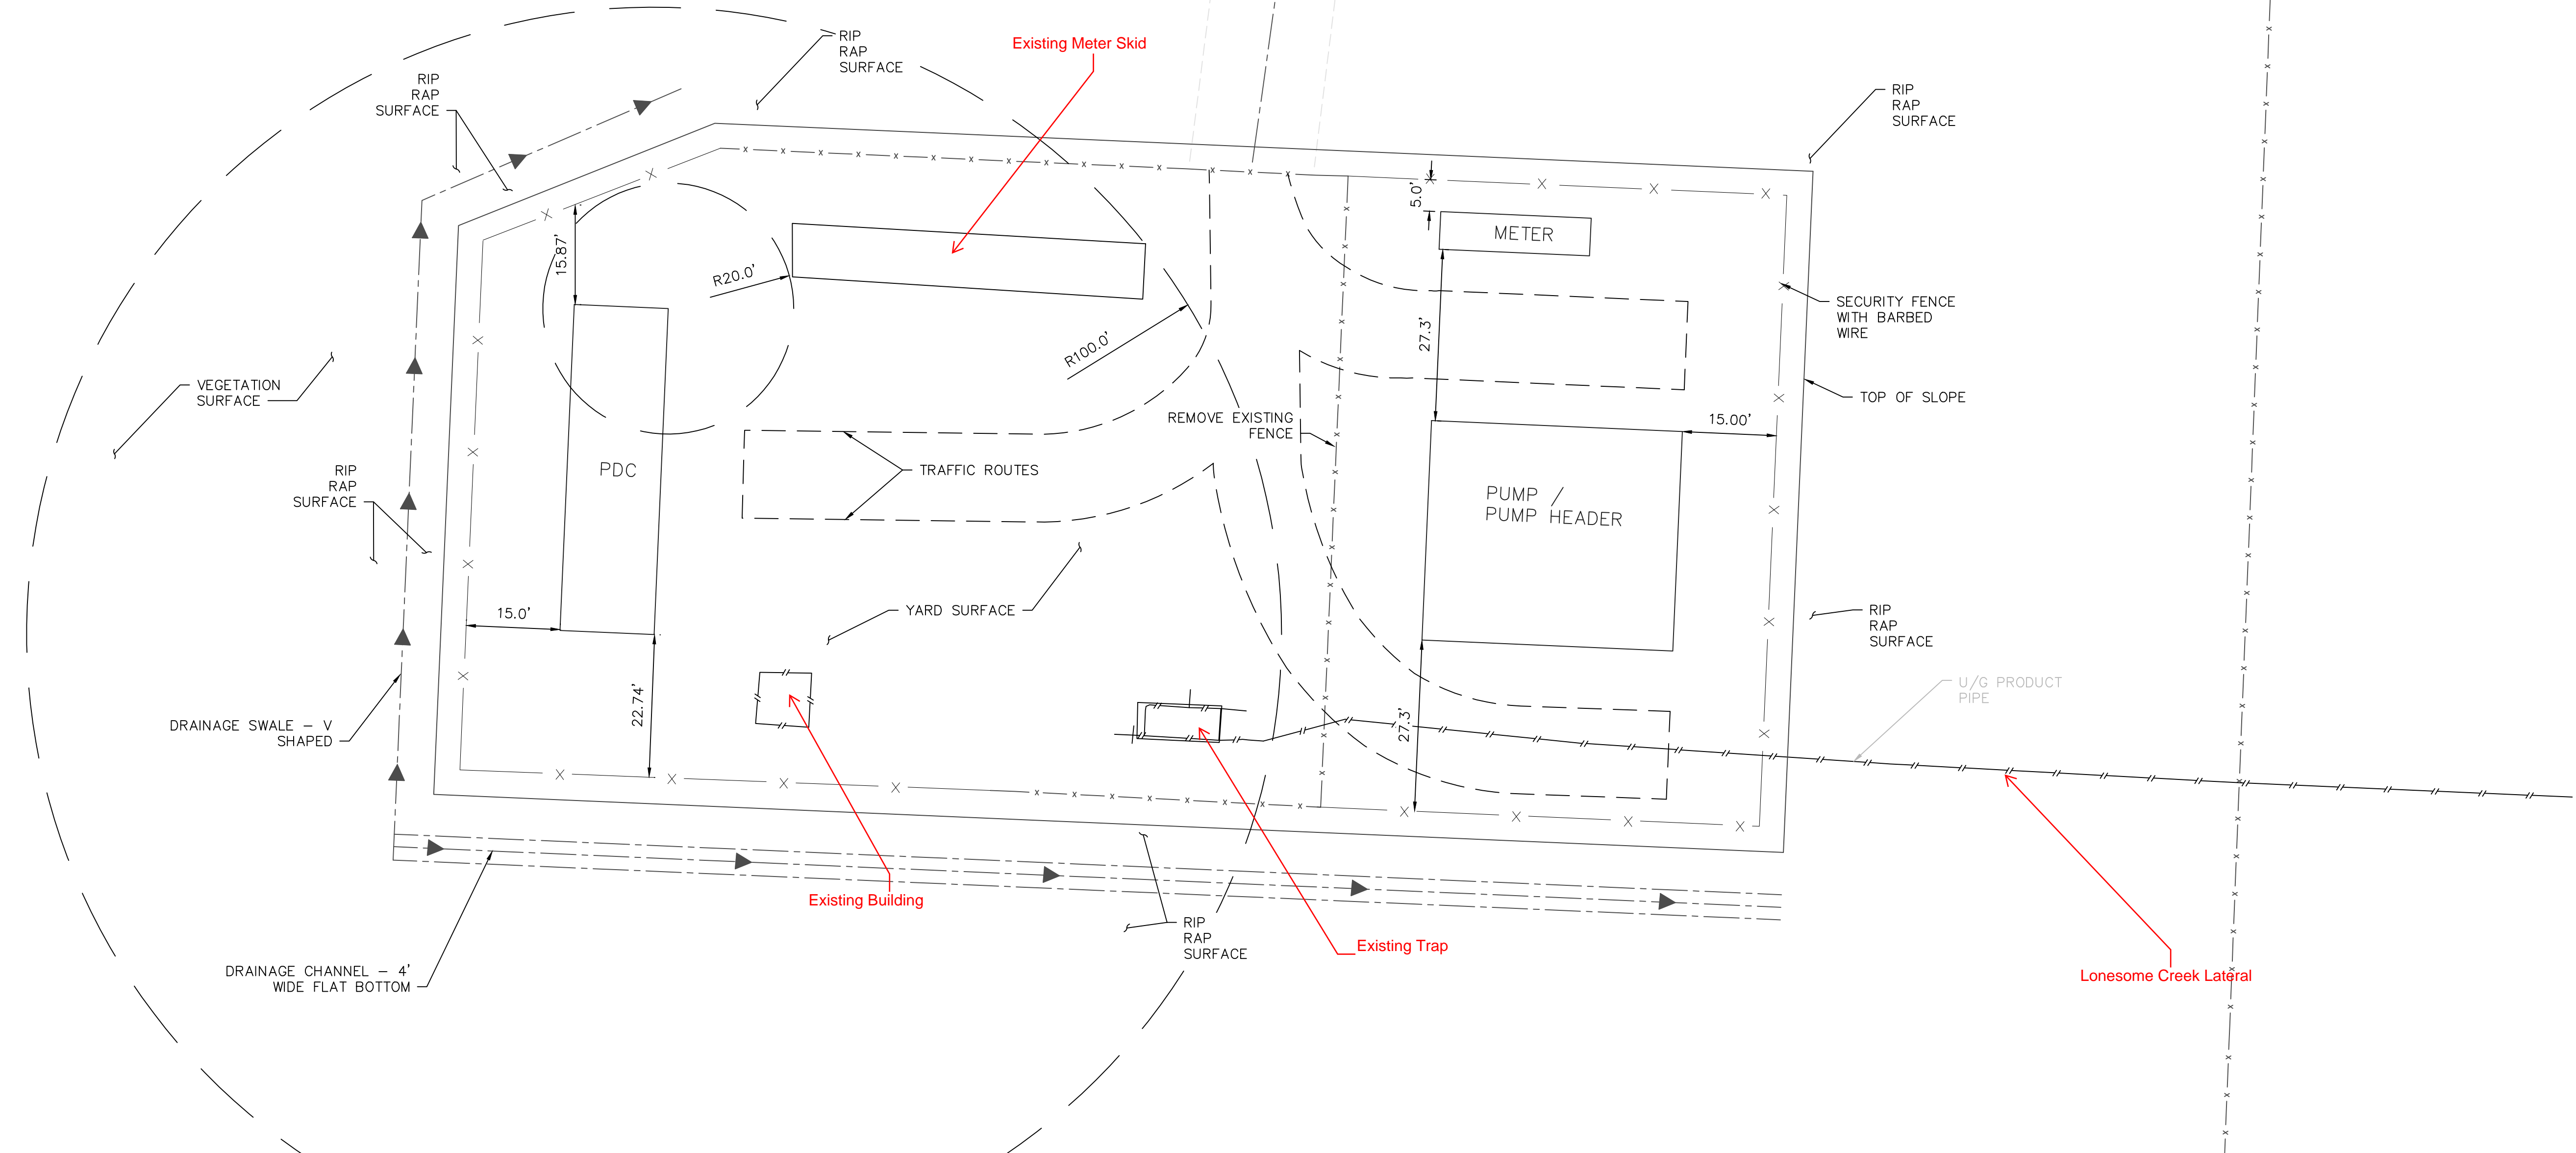 RIP
RAP
SURFACE
Existing Meter Skid
RIP
RAP
SURFACE
RIP
RAP
SURFACE
5.0'
METER
15.87'
R20.0'
R100.0'
27.3'
SECURITY FENCE
WITH BARBED
WIRE
VEGETATION
SURFACE
TOP OF SLOPE
REMOVE EXISTING
FENCE
15.00'
RIP
RAP
SURFACE
PDC
TRAFFIC ROUTES
PUMP /
PUMP HEADER
15.0'
YARD SURFACE
RIP
RAP
SURFACE
22.74'
27.3'
U/G PRODUCT
PIPE
DRAINAGE SWALE – V
SHAPED
Existing Building
RIP
RAP
SURFACE
Existing Trap
DRAINAGE CHANNEL – 4'
WIDE FLAT BOTTOM
Lonesome Creek Lateral